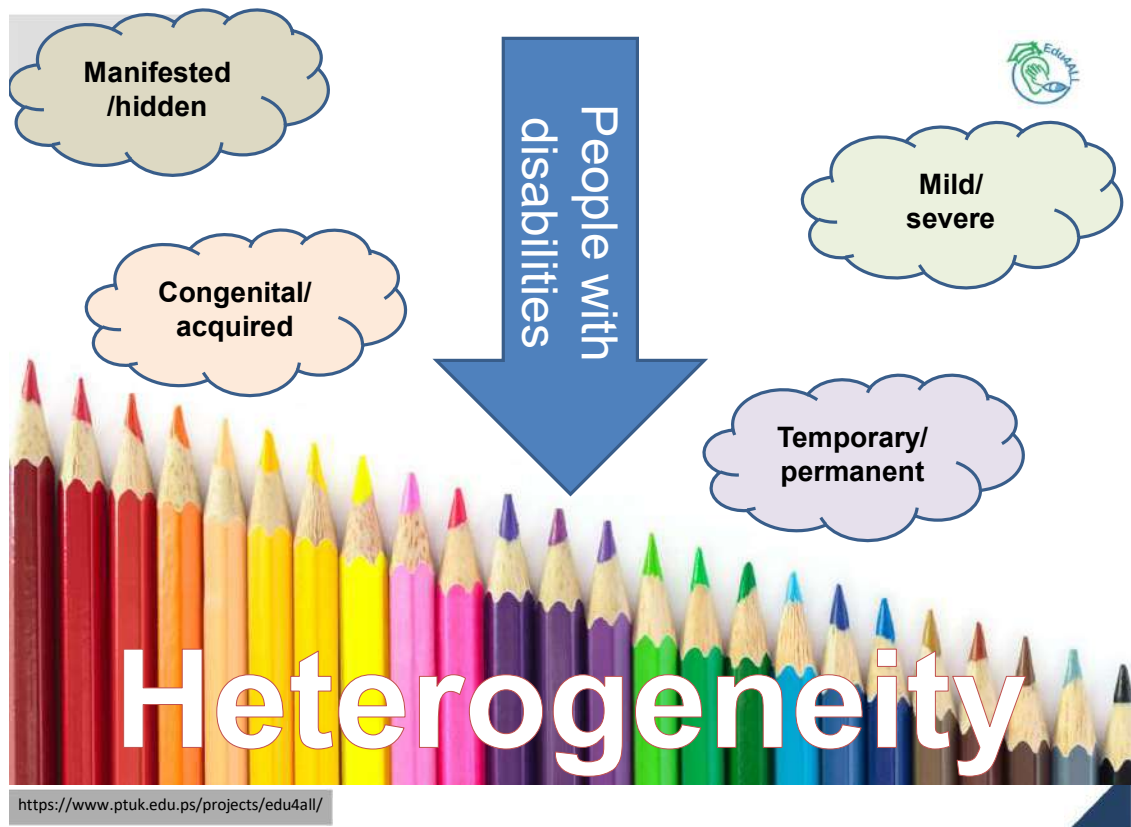 Manifested
/hidden
People with
disabilities
Edu4ALL
Mild/
severe
Congenital/
acquired
Temporary/
permanent
Heterogeneity
https://www.ptuk.edu.ps/projects/edu4all/